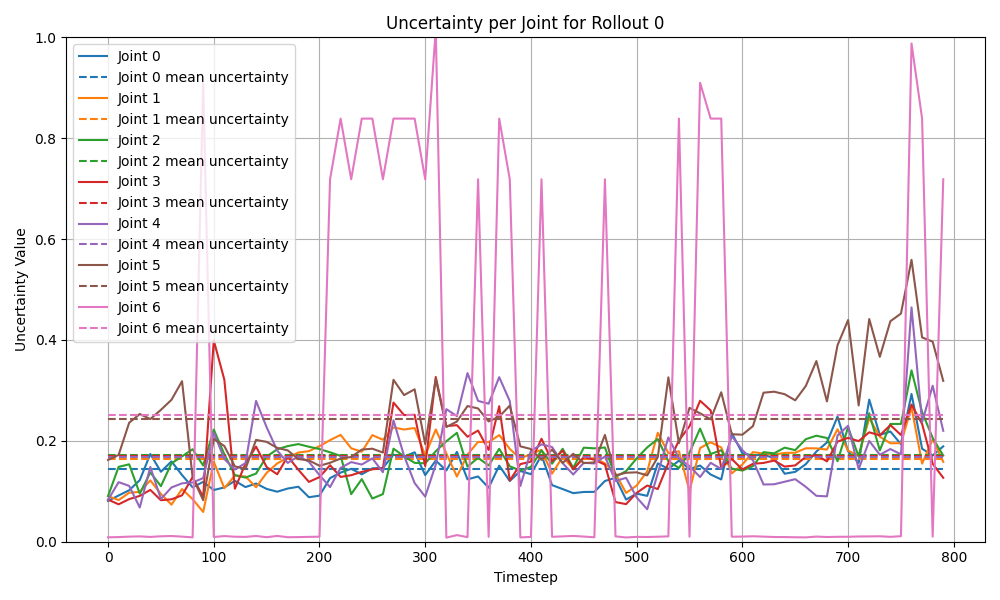 Uncertainty per Joint for Rollout 0
Uncertainty Value
1.0
0.8
0.6
0.4
0.2
0.0
Joint 0
Joint 0 mean uncertainty
Joint 1
Joint 1 mean uncertainty
Joint 2
Joint 2 mean uncertainty
Joint 3
Joint 3 mean uncertainty
Joint 4
Joint 4 mean uncertainty
Joint 5
Joint 5 mean uncertainty
Joint 6
Joint 6 mean uncertainty
0 100 200 300 400 500 600 700 800
Timestep